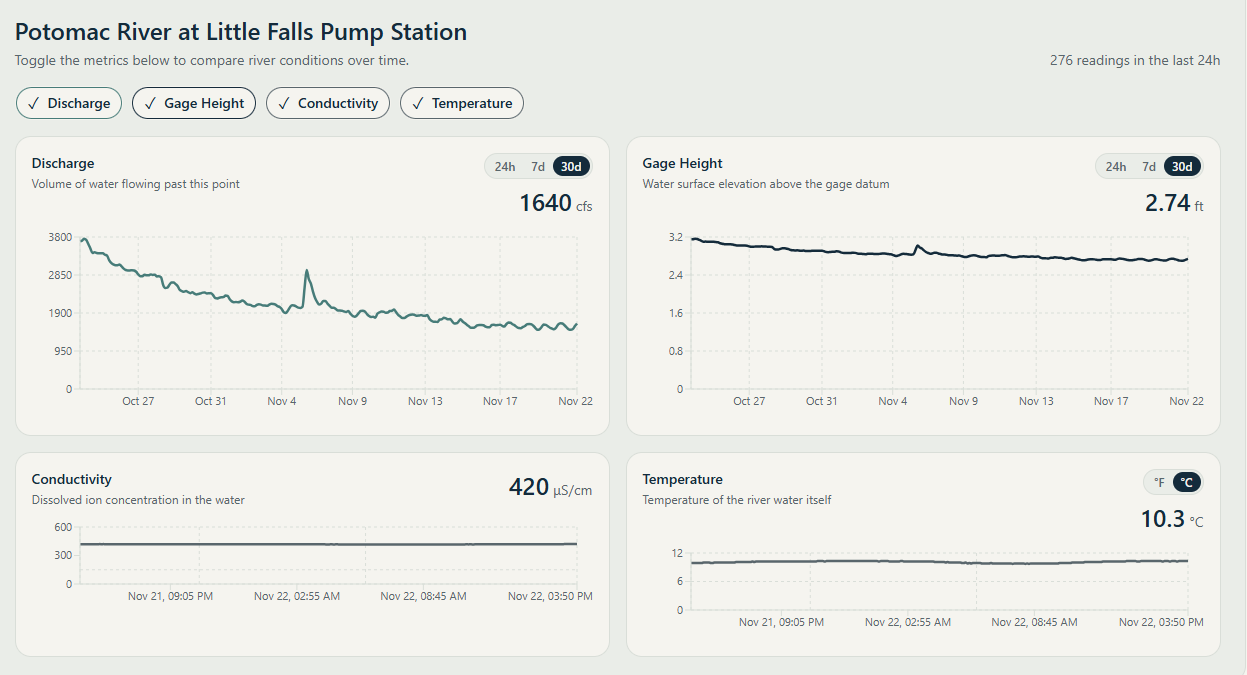 Potomac River at Little Falls Pump Station
Toggle the metrics below to compare river conditions over time.
276 readings in the last 24h
✓ Discharge
✓ Gage Height
✓ Conductivity
✓ Temperature
Discharge
24h 7d 30d
Volume of water flowing past this point
1640 cfs
3800
2850
1900
950
0
Oct 27 Oct 31 Nov 4 Nov 9 Nov 13 Nov 17 Nov 22
Gage Height
24h 7d 30d
Water surface elevation above the gage datum
2.74 ft
3.2
2.4
1.6
0.8
0
Oct 27 Oct 31 Nov 4 Nov 9 Nov 13 Nov 17 Nov 22
Conductivity
420 µS/cm
Dissolved ion concentration in the water
600
300
0
Nov 21, 09:05 PM Nov 22, 02:55 AM Nov 22, 08:45 AM Nov 22, 03:50 PM
Temperature
°F °C
Temperature of the river water itself
10.3 °C
12
6
0
Nov 21, 09:05 PM Nov 22, 02:55 AM Nov 22, 08:45 AM Nov 22, 03:50 PM